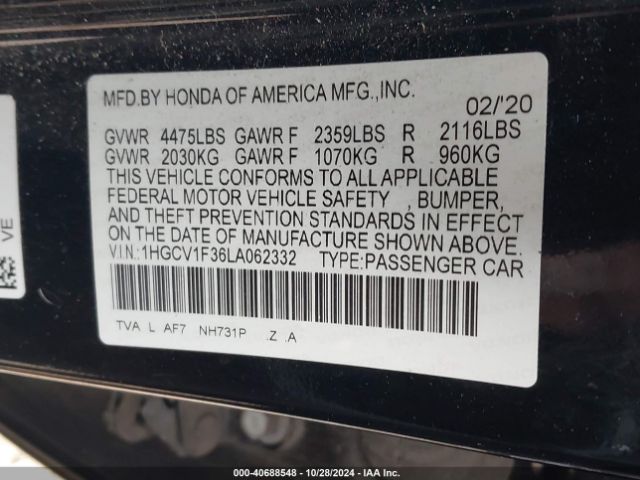 MFD.BY HONDA OF AMERICA MFG.,INC.
02/'20
GVWR 4475LBS GAWR F 2359LBS R 2116LBS
GVWR 2030KG GAWR F 1070KG R 960KG
THIS VEHICLE CONFORMS TO ALL APPLICABLE
FEDERAL MOTOR VEHICLE SAFETY , BUMPER,
AND THEFT PREVENTION STANDARDS IN EFFECT
ON THE DATE OF MANUFACTURE SHOWN ABOVE.
VIN:1HGCV1F36LA062332 TYPE:PASSENGER CAR
TVA L AF7 NH731P .Z .A
VE
000-40688548 | 10/28/2024 | IAA Inc.